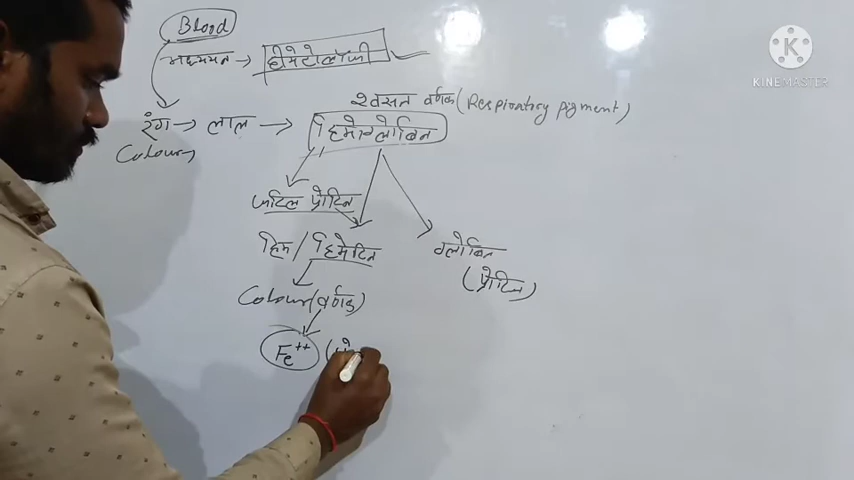 Blood
अध्ययन → हीमेटोलॉजी
श्वसन वर्णक (Respiratory pigment)
रंग → लाल → हिमोग्लोबिन
Colour
जटिल प्रोटिन
हिम / हिमेटिन ग्लोबिन
(प्रोटिन)
Colour (वर्णक)
Fe++ (
KINEMASTER